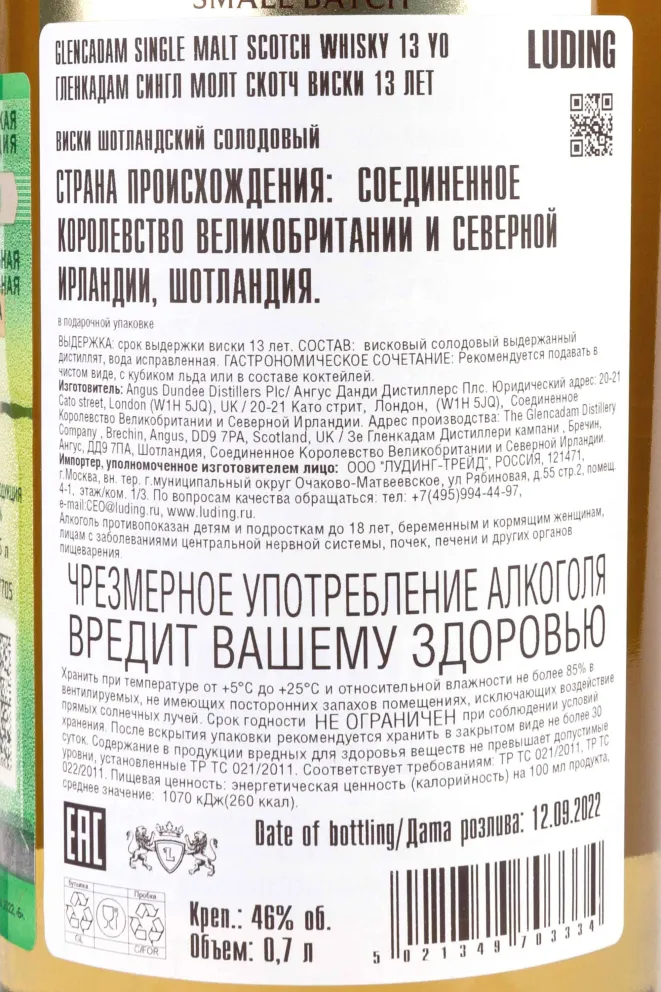 SMALL BATCH
GLENCADAM SINGLE MALT SCOTCH WHISKY 13 YO
LUDING
ГЛЕНКАДАМ СИНГЛ МОЛТ СКОТЧ ВИСКИ 13 ЛЕТ
ВИСКИ ШОТЛАНДСКИЙ СОЛОДОВЫЙ
СТРАНА ПРОИСХОЖДЕНИЯ: СОЕДИНЕННОЕ
КОРОЛЕВСТВО ВЕЛИКОБРИТАНИИ И СЕВЕРНОЙ
ИРЛАНДИИ, ШОТЛАНДИЯ.
в подарочной упаковке
ВЫДЕРЖКА: срок выдержки виски 13 лет. СОСТАВ: висковый солодовый выдержанный
дистиллят, вода исправленная. ГАСТРОНОМИЧЕСКОЕ СОЧЕТАНИЕ: Рекомендуется подавать в
чистом виде, с кубиком льда или в составе коктейлей.
Изготовитель: Angus Dundee Distillers Plc/ Ангус Данди Дистиллерс Плс. Юридический адрес: 20-21
Cato street, London (W1H 5JQ), UK / 20-21 Като стрит, Лондон, (W1H 5JQ), Соединенное
Королевство Великобритании и Северной Ирландии. Адрес производства: The Glencadam Distillery
Company , Brechin, Angus, DD9 7PA, Scotland, UK / Зе Гленкадам Дистиллери кампани , Бречин,
Ангус, ДД9 7ПА, Шотландия, Соединенное Королевство Великобритании и Северной Ирландии.
Импортер, уполномоченное изготовителем лицо: ООО "ЛУДИНГ-ТРЕЙД", РОССИЯ, 121471,
г.Москва, вн. тер. г.муниципальный округ Очаково-Матвеевское, ул Рябиновая, д.55 стр.2, помещ.
4-1, этаж/ком. 1/3. По вопросам качества обращаться: тел: +7(495)994-44-97,
e-mail:CEO@luding.ru, www.luding.ru.
Алкоголь противопоказан детям и подросткам до 18 лет, беременным и кормящим женщинам,
лицам с заболеваниями центральной нервной системы, почек, печени и других органов
пищеварения.
ЧРЕЗМЕРНОЕ УПОТРЕБЛЕНИЕ АЛКОГОЛЯ
ВРЕДИТ ВАШЕМУ ЗДОРОВЬЮ
Хранить при температуре от +5°C до +25°C и относительной влажности не более 85% в
вентилируемых, не имеющих посторонних запахов помещениях, исключающих воздействие
прямых солнечных лучей. Срок годности НЕ ОГРАНИЧЕН при соблюдении условий
хранения. После вскрытия упаковки рекомендуется хранить в закрытом виде не более 30
суток. Содержание в продукции вредных для здоровья веществ не превышает допустимые
уровни, установленные ТР ТС 021/2011. Соответствует требованиям: ТР ТС 021/2011, ТР ТС
022/2011. Пищевая ценность: энергетическая ценность (калорийность) на 100 мл продукта,
среднее значение: 1070 кДж(260 ккал).
EAC
L
Date of bottling/Дата розлива: 12.09.2022
Бутылка
Пробка
GL
C/FOR
Креп.: 46% об.
Объем: 0,7 л
5 021349 703334